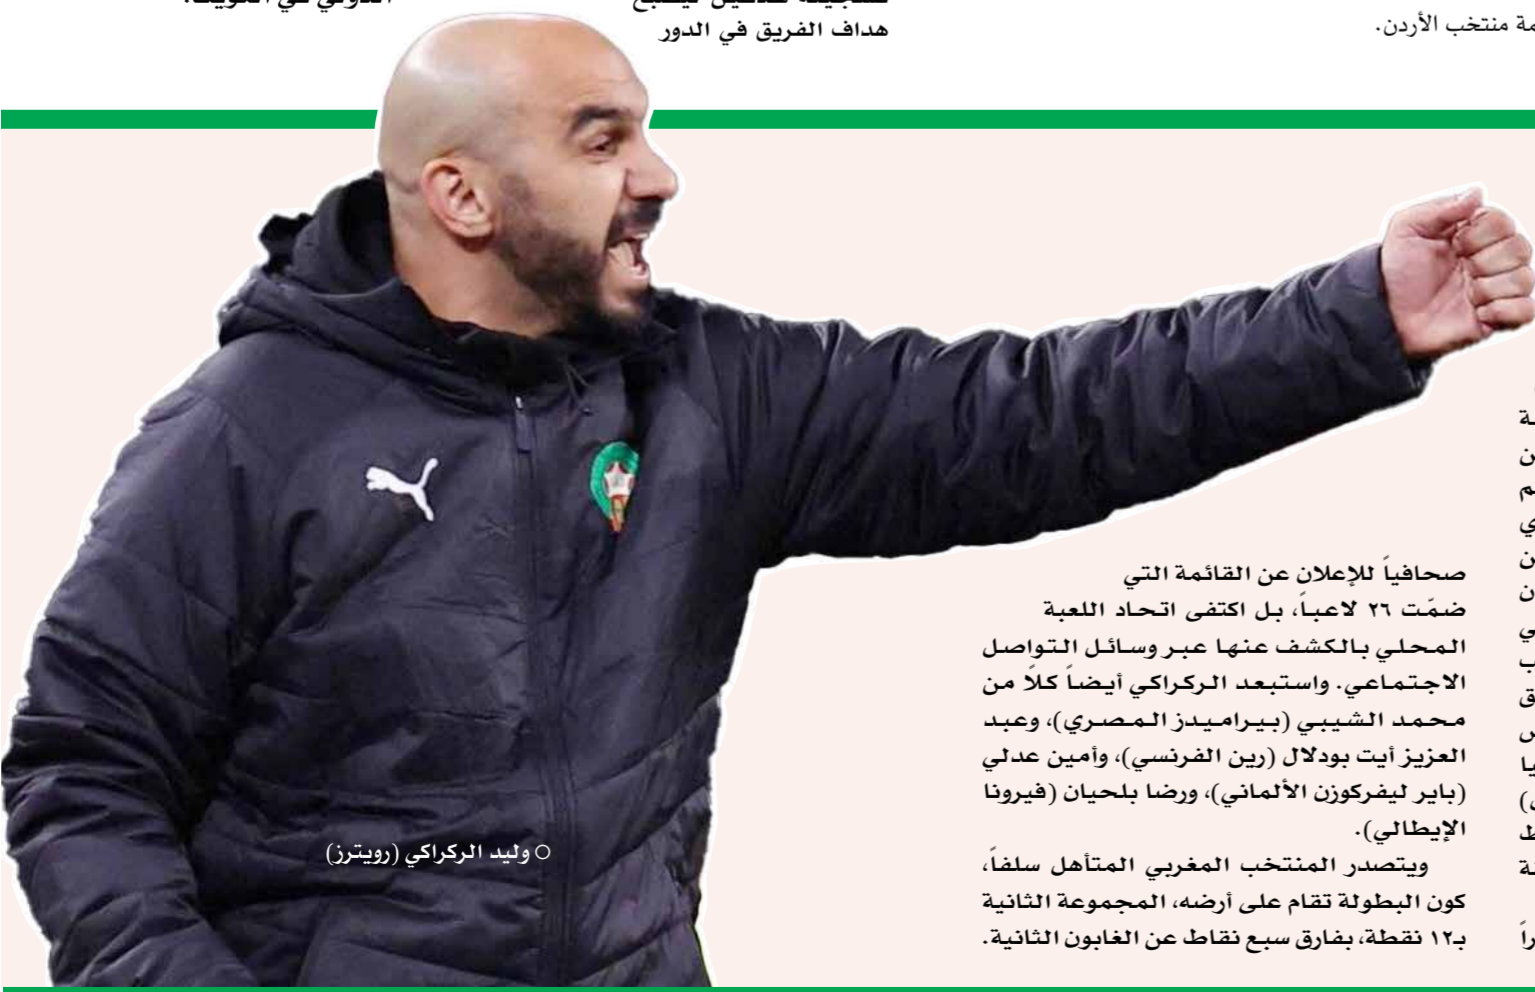 مة منتخب الأردن.
هداف الفريق في الدور
صحافياً للإعلان عن القائمة التي
ضمّت ٢٦ لاعباً، بل اكتفى اتحاد اللعبة
المحلي بالكشف عنها عبر وسائل التواصل
الاجتماعي. واستبعد الركراكي أيضاً كلاً من
محمد الشيبي (بيراميدز المصري)، وعبد
العزيز أيت بودلال (رين الفرنسي)، وأمين عدلي
(باير ليفركوزن الألماني)، ورضا بلحيان (فيرونا
الإيطالي).
ويتصدر المنتخب المغربي المتأهل سلفاً،
كون البطولة تقام على أرضه، المجموعة الثانية
بـ١٢ نقطة، بفارق سبع نقاط عن الغابون الثانية.
وليد الركراكي (رويترز)